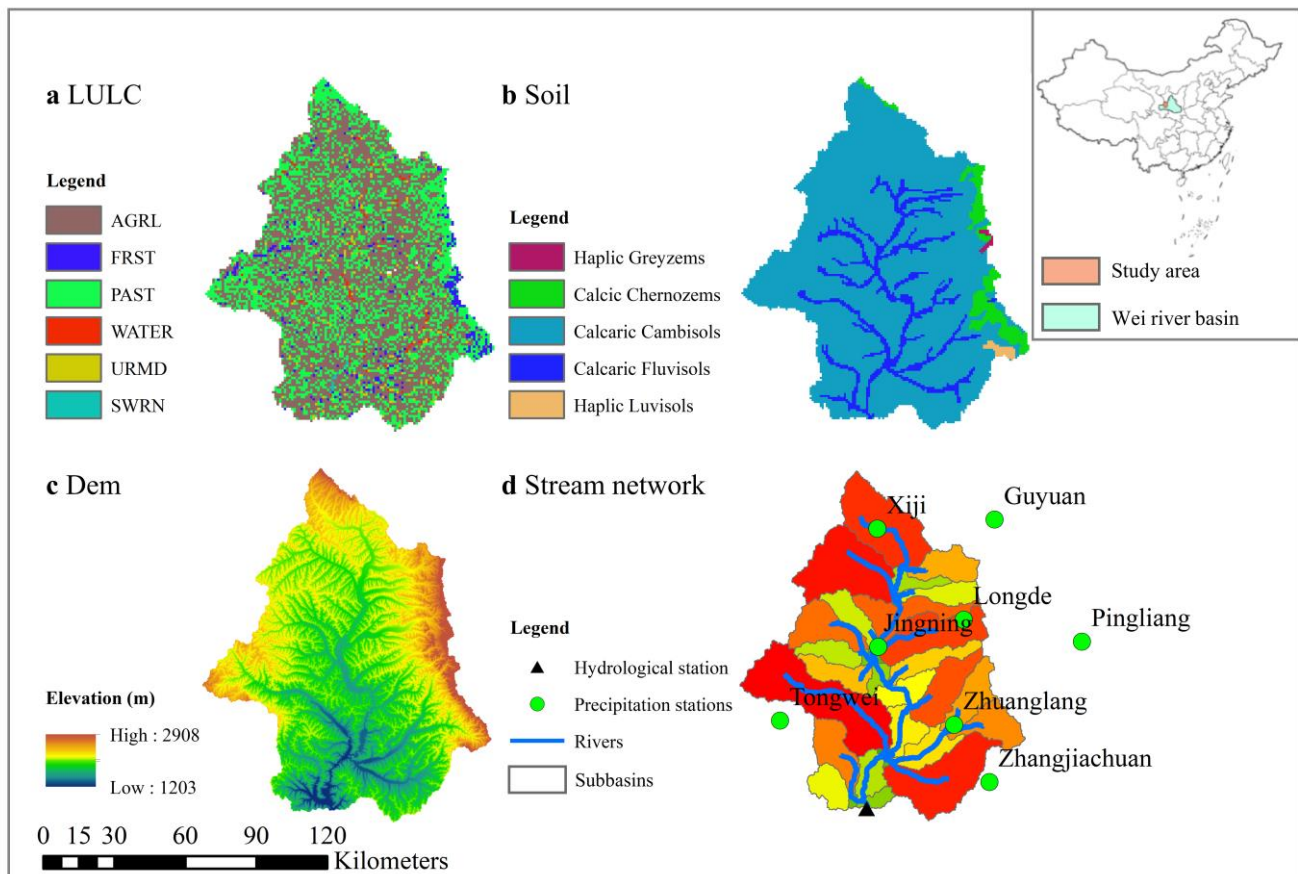 a LULC
Legend
AGRL
FRST
PAST
WATER
URMD
SWRN
b Soil
Legend
Haplic Greyzems
Calcic Chernozems
Calcaric Cambisols
Calcaric Fluvisols
Haplic Luvisols
Study area
Wei river basin
c Dem
Elevation (m)
High : 2908
Low : 1203
0 15 30 60 90 120
Kilometers
d Stream network
Legend
Hydrological station
Precipitation stations
Rivers
Subbasins
Xiji
Guyuan
Longde
Jingning
Pingliang
Tongwei
Zhuanglang
Zhangjiachuan